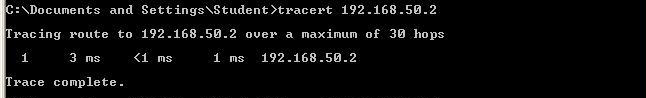 C:\Documents and Settings\Student>tracert 192.168.50.2
Tracing route to 192.168.50.2 over a maximum of 30 hops
1 3 ms <1 ms 1 ms 192.168.50.2
Trace complete.